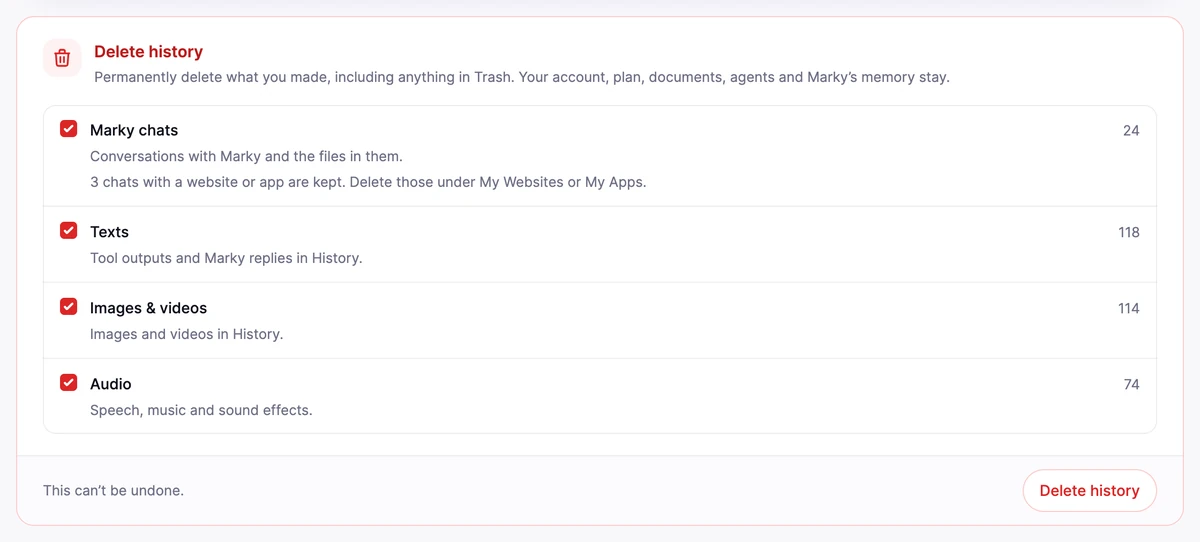 Delete history
Permanently delete what you made, including anything in Trash. Your account, plan, documents, agents and Marky’s memory stay.
Marky chats
24
Conversations with Marky and the files in them.
3 chats with a website or app are kept. Delete those under My Websites or My Apps.
Texts
118
Tool outputs and Marky replies in History.
Images & videos
114
Images and videos in History.
Audio
74
Speech, music and sound effects.
This can’t be undone.
Delete history